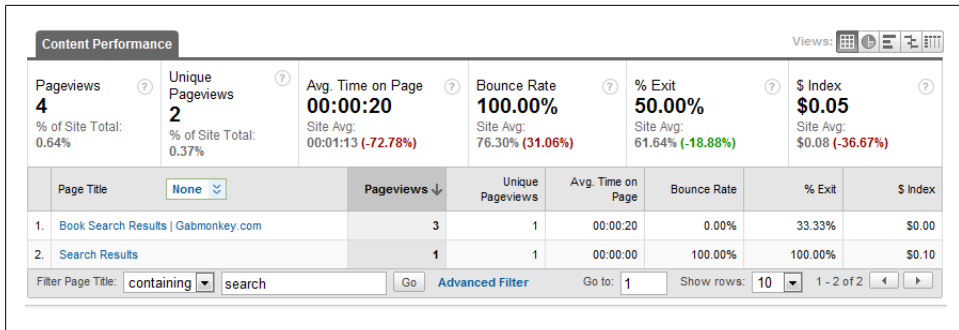 Content Performance
Views:
Pageviews
4
% of Site Total:
0.64%
Unique
Pageviews
2
% of Site Total:
0.37%
Avg. Time on Page
00:00:20
Site Avg:
00:01:13 (-72.78%)
Bounce Rate
100.00%
Site Avg:
76.30% (31.06%)
% Exit
50.00%
Site Avg:
61.64% (-18.88%)
$ Index
$0.05
Site Avg:
$0.08 (-36.67%)
Page Title None Pageviews Unique Pageviews Avg. Time on Page Bounce Rate % Exit $ Index
1. Book Search Results | Gabmonkey.com 3 1 00:00:20 0.00% 33.33% $0.00
2. Search Results 1 1 00:00:00 100.00% 100.00% $0.10
Filter Page Title: containing search Go Advanced Filter Go to: 1 Show rows: 10 1 - 2 of 2